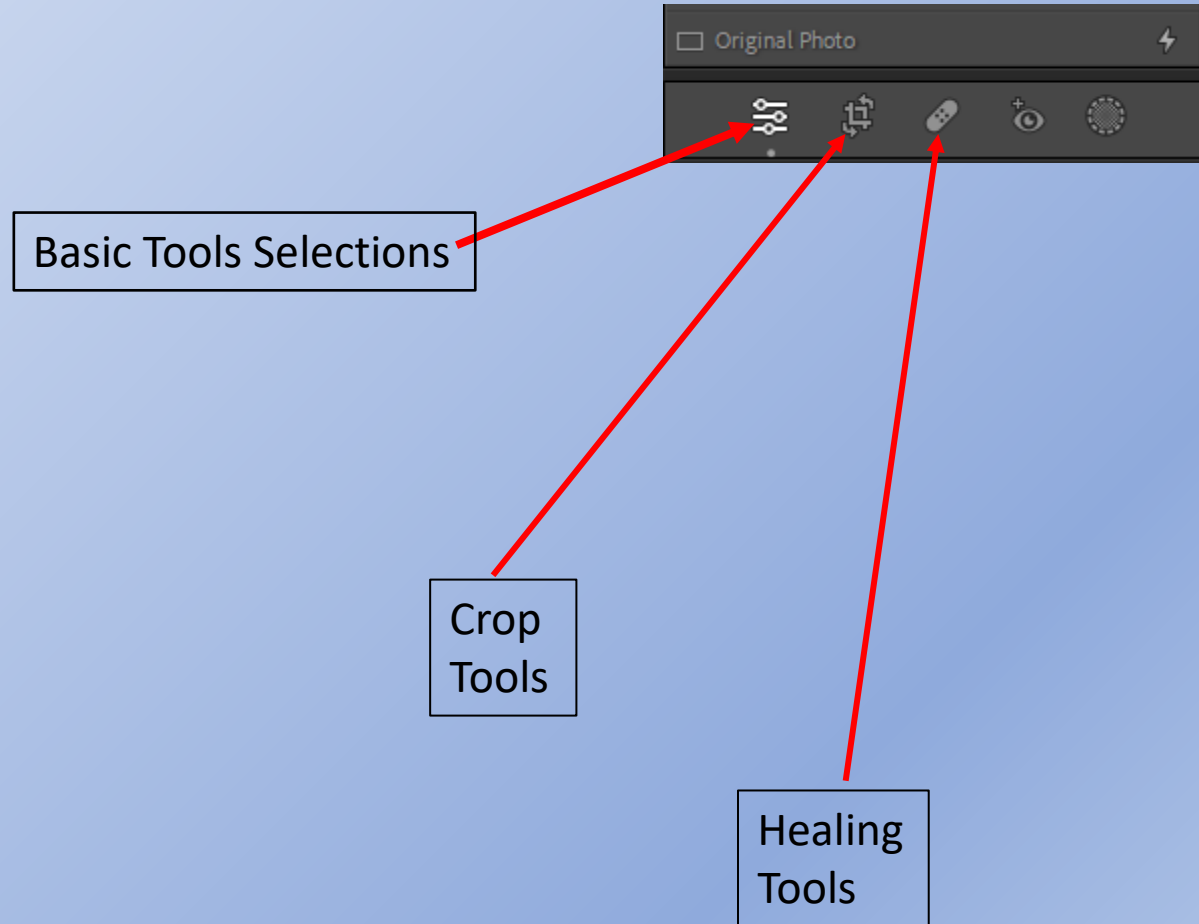 Original Photo
Basic Tools Selections
Crop
Tools
Healing
Tools